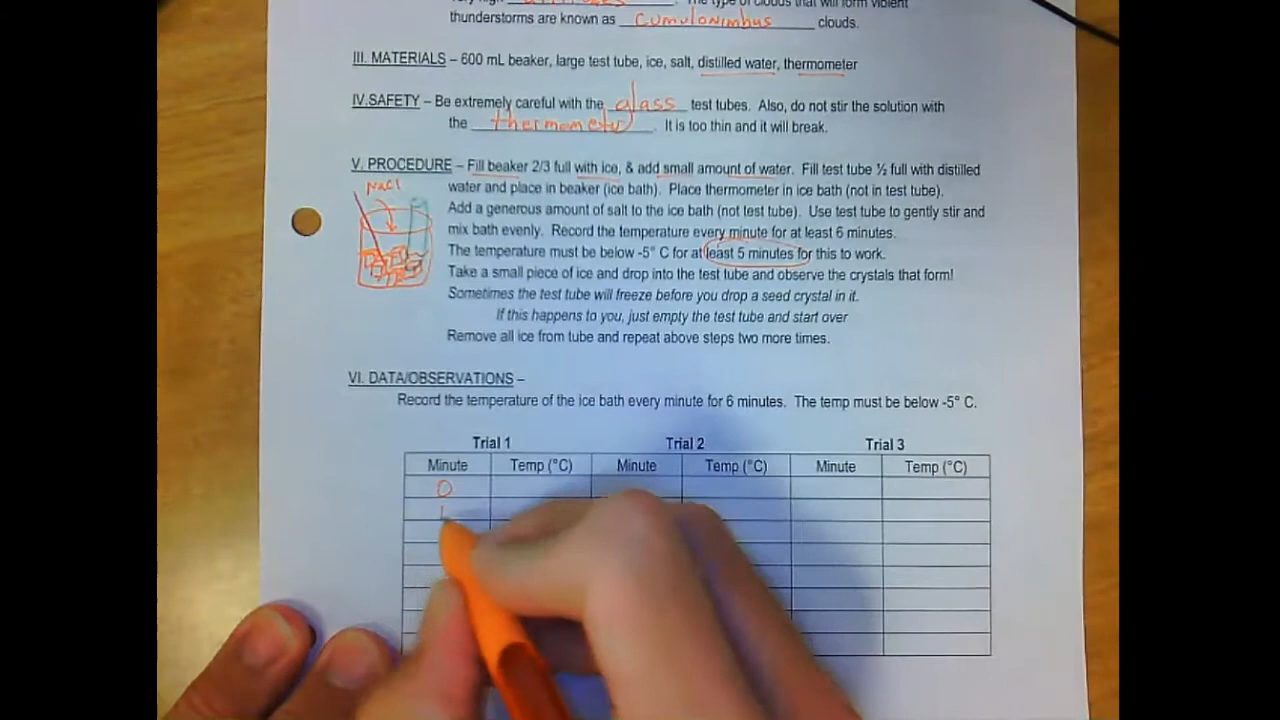 The type of clouds that will form violent
thunderstorms are known as cumulonimbus clouds.
III. MATERIALS – 600 mL beaker, large test tube, ice, salt, distilled water, thermometer
IV.SAFETY – Be extremely careful with the glass test tubes. Also, do not stir the solution with
the thermometer. It is too thin and it will break.
V. PROCEDURE – Fill beaker 2/3 full with ice, & add small amount of water. Fill test tube ½ full with distilled
NaCl
water and place in beaker (ice bath). Place thermometer in ice bath (not in test tube).
Add a generous amount of salt to the ice bath (not test tube). Use test tube to gently stir and
mix bath evenly. Record the temperature every minute for at least 6 minutes.
The temperature must be below -5° C for at least 5 minutes for this to work.
Take a small piece of ice and drop into the test tube and observe the crystals that form!
Sometimes the test tube will freeze before you drop a seed crystal in it.
If this happens to you, just empty the test tube and start over
Remove all ice from tube and repeat above steps two more times.
VI. DATA/OBSERVATIONS –
Record the temperature of the ice bath every minute for 6 minutes. The temp must be below -5° C.
Trial 1 Trial 2 Trial 3
Minute Temp (°C) Minute Temp (°C) Minute Temp (°C)
0
1